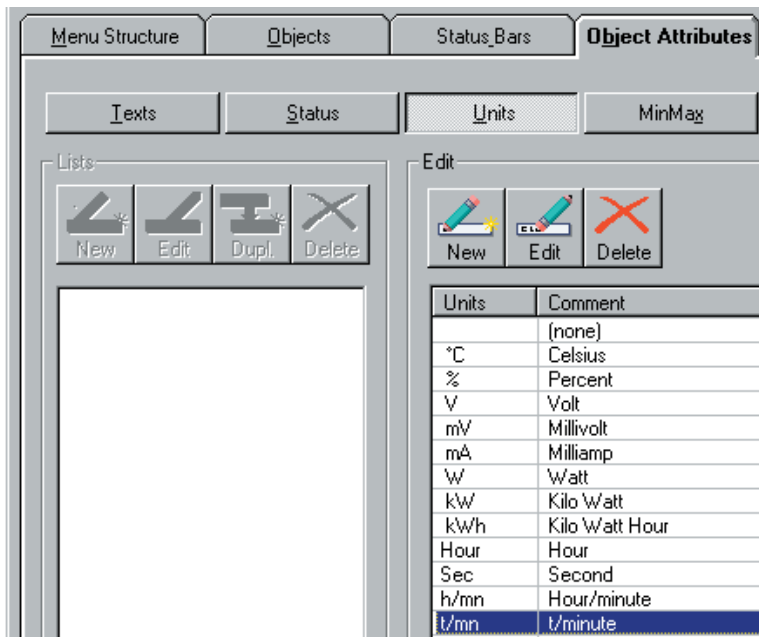 Menu Structure Objects Status_Bars Object Attributes
Texts Status Units MinMax
Lists Edit
New Edit Dupl. Delete New Edit Delete
Units Comment
(none)
°C Celsius
% Percent
V Volt
mV Millivolt
mA Milliamp
W Watt
kW Kilo Watt
kWh Kilo Watt Hour
Hour Hour
Sec Second
h/mn Hour/minute
t/mn t/minute